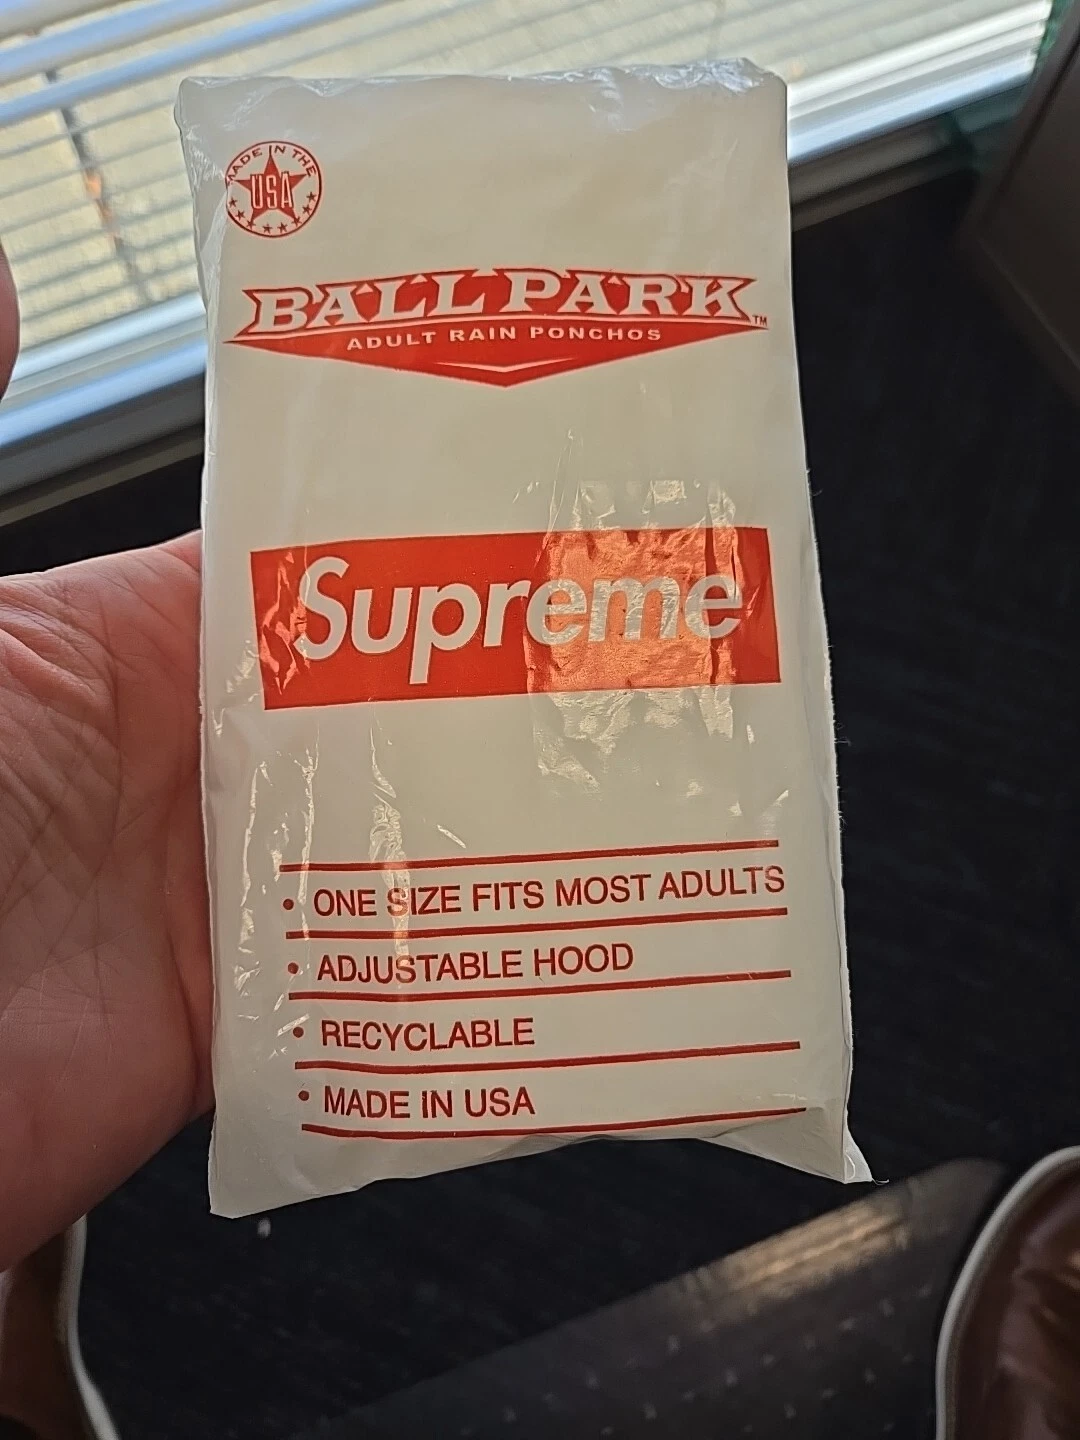 MADE IN THE
USA
BALL PARK™
ADULT RAIN PONCHOS
Supreme
• ONE SIZE FITS MOST ADULTS
• ADJUSTABLE HOOD
• RECYCLABLE
• MADE IN USA